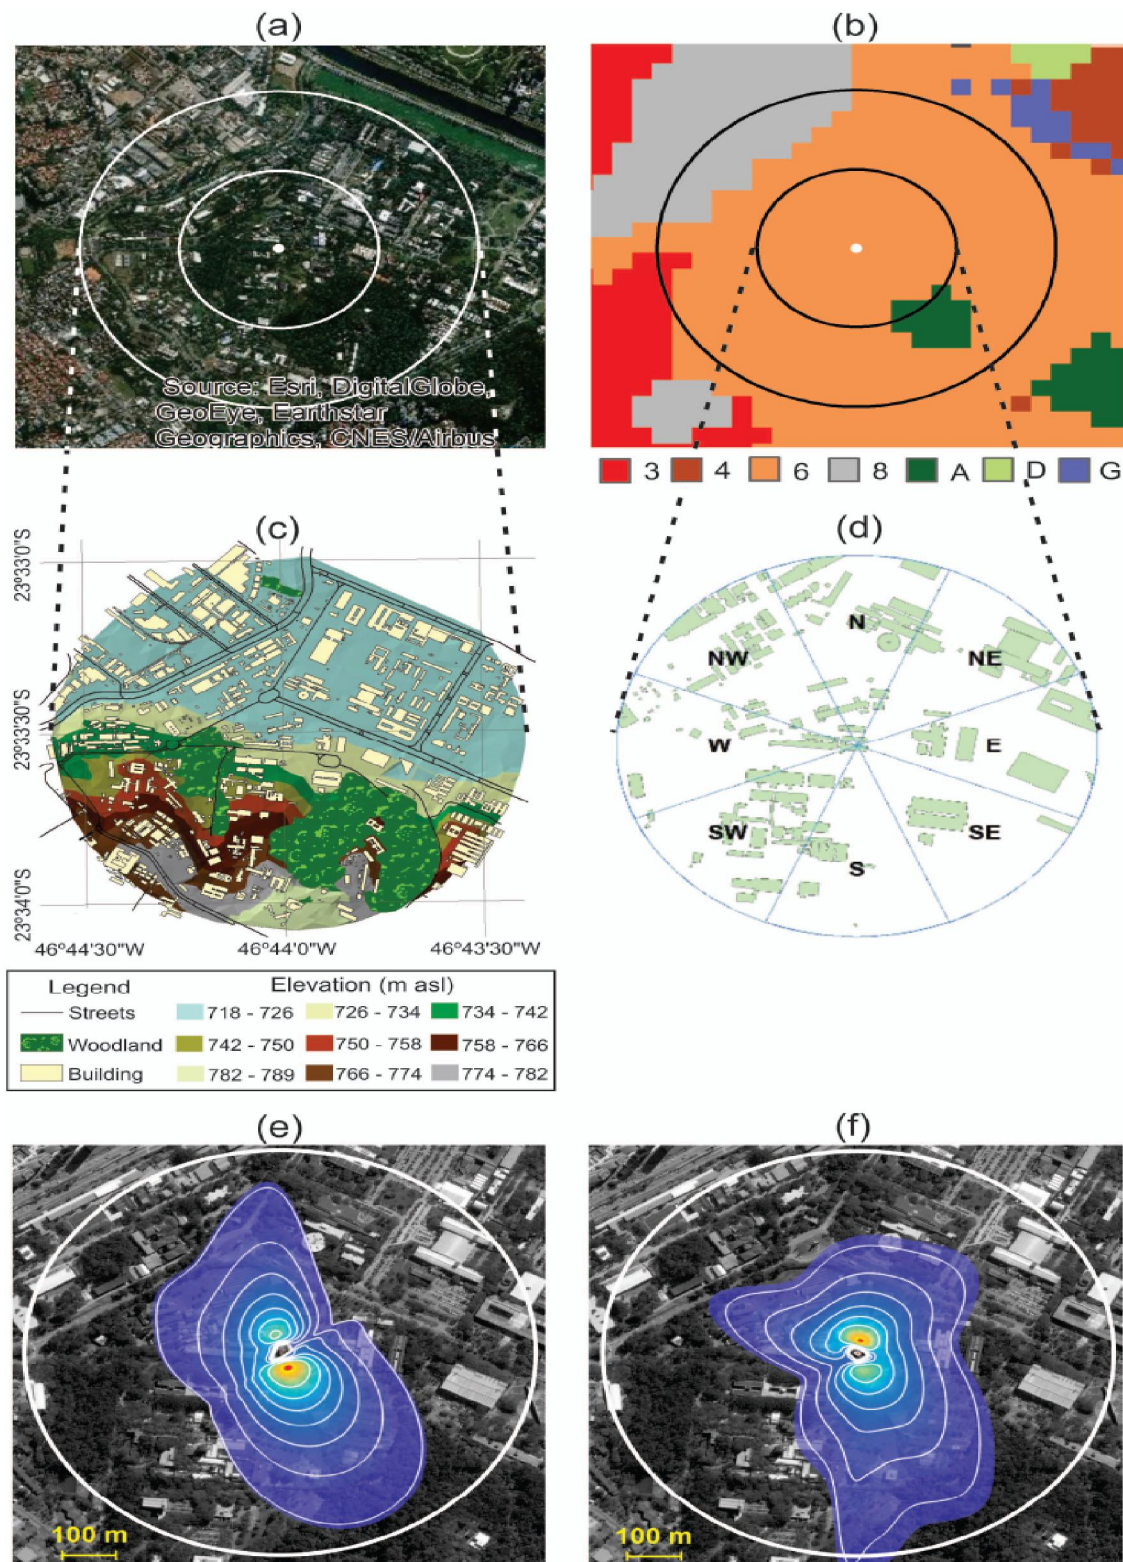 (a)
(b)
Source: Esri, DigitalGlobe,
GeoEye, Earthstar
Geographics, CNES/Airbus
3 4 6 8 A D G
(c)
(d)
23°33'0"S
23°33'30"S
23°34'0"S
46°44'30"W 46°44'0"W 46°43'30"W
N
NW NE
W E
SW SE
S
Legend Elevation (m asl)
Streets 718 - 726 726 - 734 734 - 742
Woodland 742 - 750 750 - 758 758 - 766
Building 782 - 789 766 - 774 774 - 782
(e)
(f)
100 m
100 m